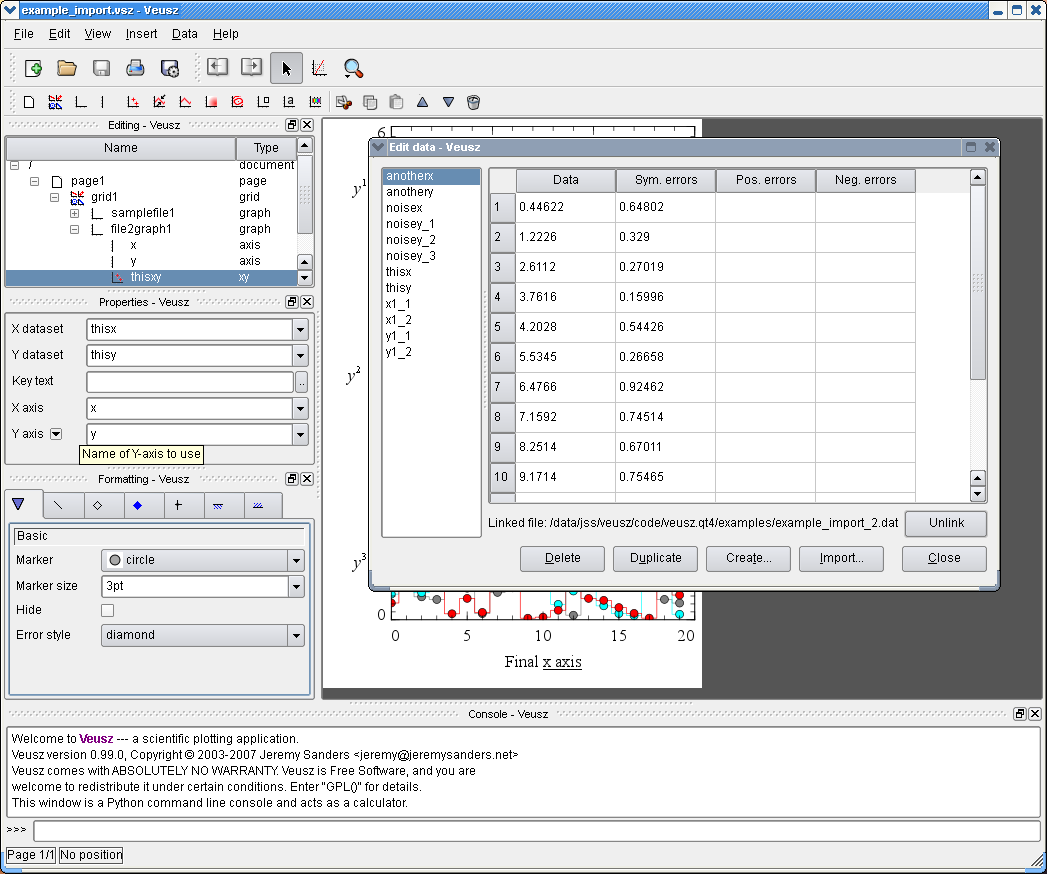 example_import.vsz - Veusz
File Edit View Insert Data Help
Editing - Veusz
Name Type
/ document
page1 page
grid1 grid
samplefile1 graph
file2graph1 graph
x axis
y axis
thisxy xy
Properties - Veusz
X dataset thisx
Y dataset thisy
Key text ..
X axis x
Y axis y
Name of Y-axis to use
Formatting - Veusz
Basic
Marker circle
Marker size 3pt
Hide
Error style diamond
6
y1
y2
y3
0
0 5 10 15 20
Final x axis
Edit data - Veusz
anotherx
anothery
noisex
noisey_1
noisey_2
noisey_3
thisx
thisy
x1_1
x1_2
y1_1
y1_2
Data Sym. errors Pos. errors Neg. errors
1 0.44622 0.64802
2 1.2226 0.329
3 2.6112 0.27019
4 3.7616 0.15996
5 4.2028 0.54426
6 5.5345 0.26658
7 6.4766 0.92462
8 7.1592 0.74514
9 8.2514 0.67011
10 9.1714 0.75465
Linked file: /data/jss/veusz/code/veusz.qt4/examples/example_import_2.dat Unlink
Delete Duplicate Create... Import... Close
Console - Veusz
Welcome to Veusz --- a scientific plotting application.
Veusz version 0.99.0, Copyright © 2003-2007 Jeremy Sanders <jeremy@jeremysanders.net>
Veusz comes with ABSOLUTELY NO WARRANTY. Veusz is Free Software, and you are
welcome to redistribute it under certain conditions. Enter "GPL()" for details.
This window is a Python command line console and acts as a calculator.
>>>
Page 1/1 No position